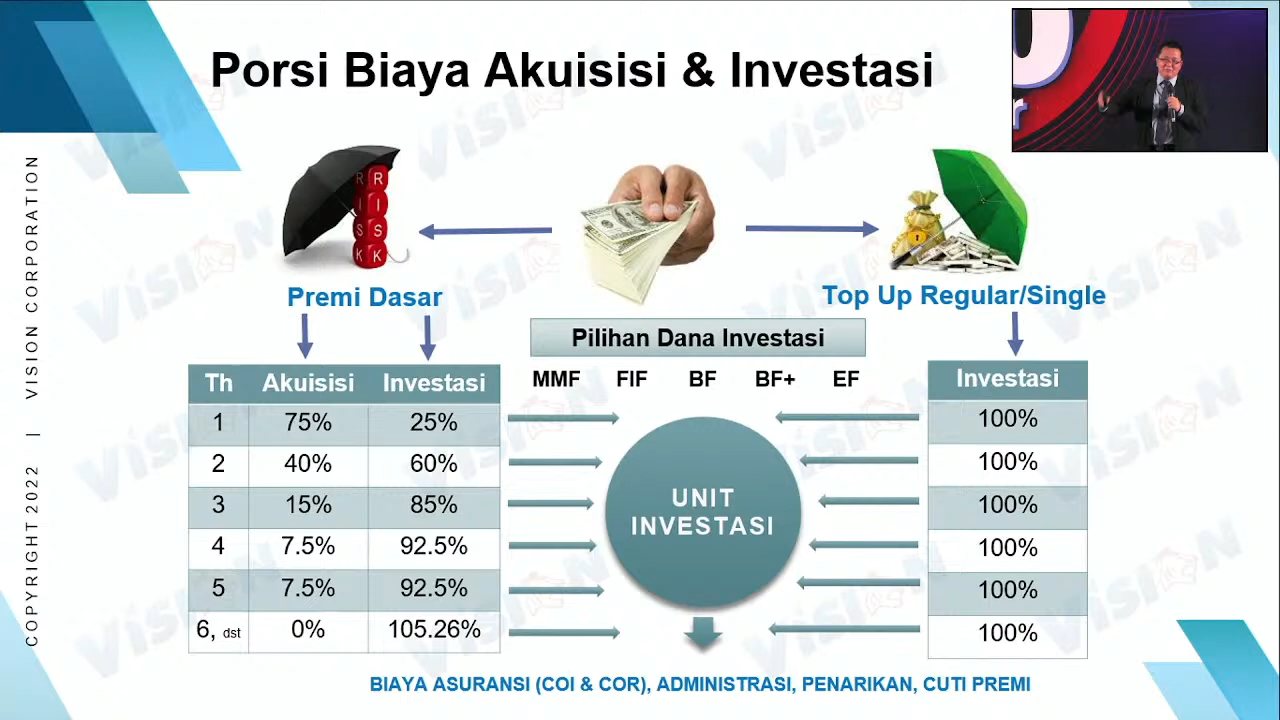 Porsi Biaya Akuisisi & Investasi
COPYRIGHT 2022 | VISION CORPORATION
R R
I I
S S
K K
Premi Dasar
Top Up Regular/Single
Pilihan Dana Investasi
MMF FIF BF BF+ EF
Th Akuisisi Investasi
1 75% 25%
2 40% 60%
3 15% 85%
4 7.5% 92.5%
5 7.5% 92.5%
6, dst 0% 105.26%
UNIT
INVESTASI
Investasi
100%
100%
100%
100%
100%
100%
BIAYA ASURANSI (COI & COR), ADMINISTRASI, PENARIKAN, CUTI PREMI
VISION